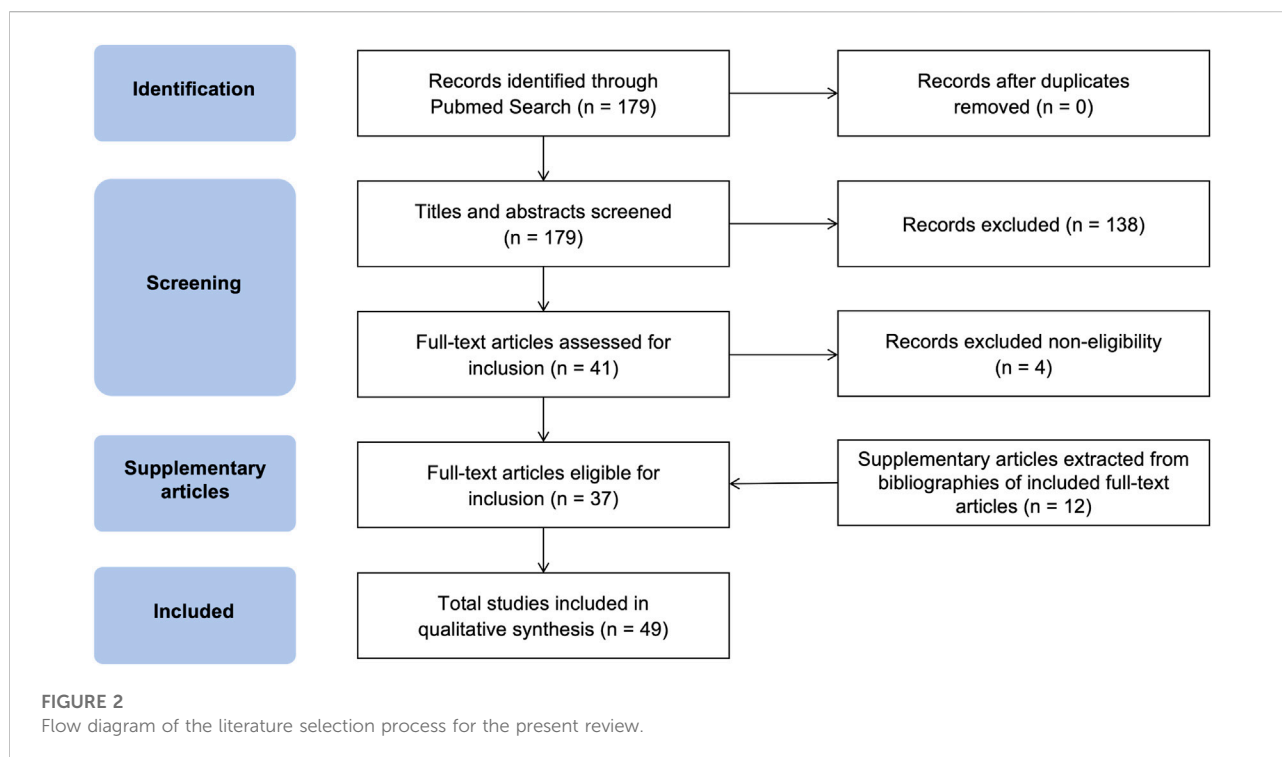 Identification
Records identified through
Pubmed Search (n = 179)
Records after duplicates
removed (n = 0)
Screening
Titles and abstracts screened
(n = 179)
Records excluded (n = 138)
Full-text articles assessed for
inclusion (n = 41)
Records excluded non-eligibility
(n = 4)
Supplementary
articles
Full-text articles eligible for
inclusion (n = 37)
Supplementary articles extracted from
bibliographies of included full-text
articles (n = 12)
Included
Total studies included in
qualitative synthesis (n = 49)
FIGURE 2
Flow diagram of the literature selection process for the present review.